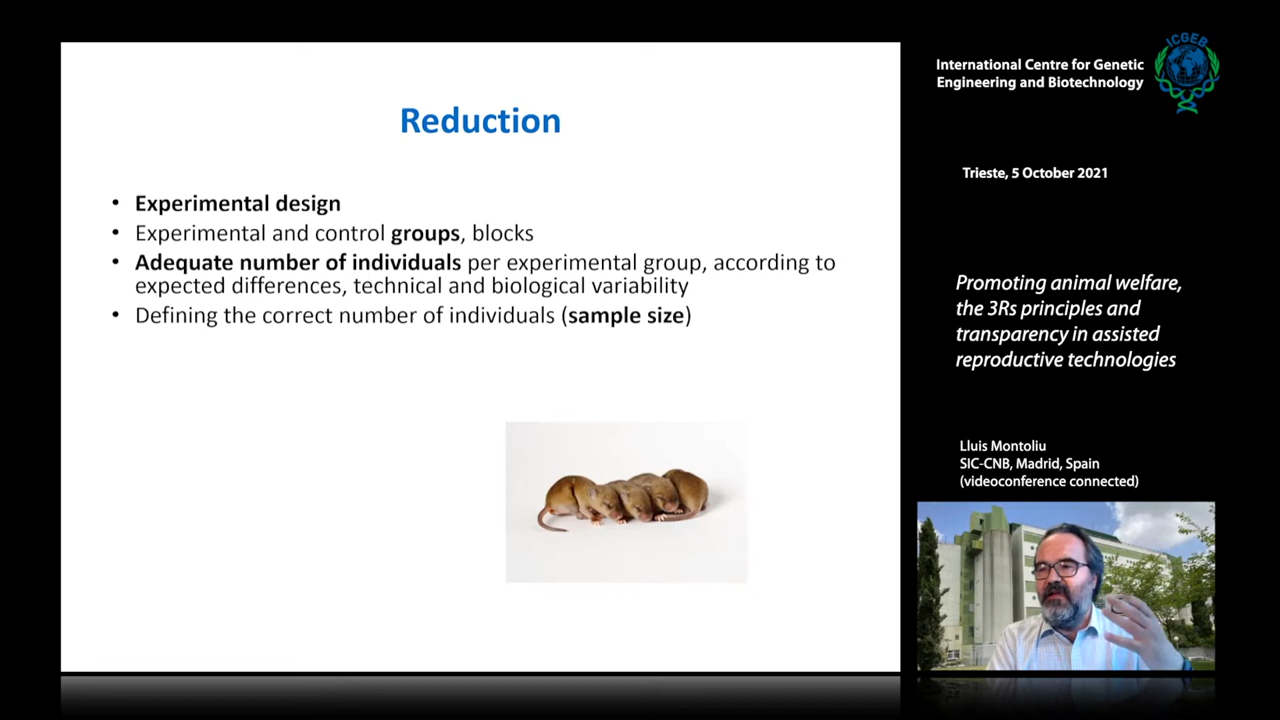 Reduction
• Experimental design
• Experimental and control groups, blocks
• Adequate number of individuals per experimental group, according to
expected differences, technical and biological variability
• Defining the correct number of individuals (sample size)
International Centre for Genetic
Engineering and Biotechnology
ICGEB
Trieste, 5 October 2021
Promoting animal welfare,
the 3Rs principles and
transparency in assisted
reproductive technologies
Lluis Montoliu
SIC-CNB, Madrid, Spain
(videoconference connected)